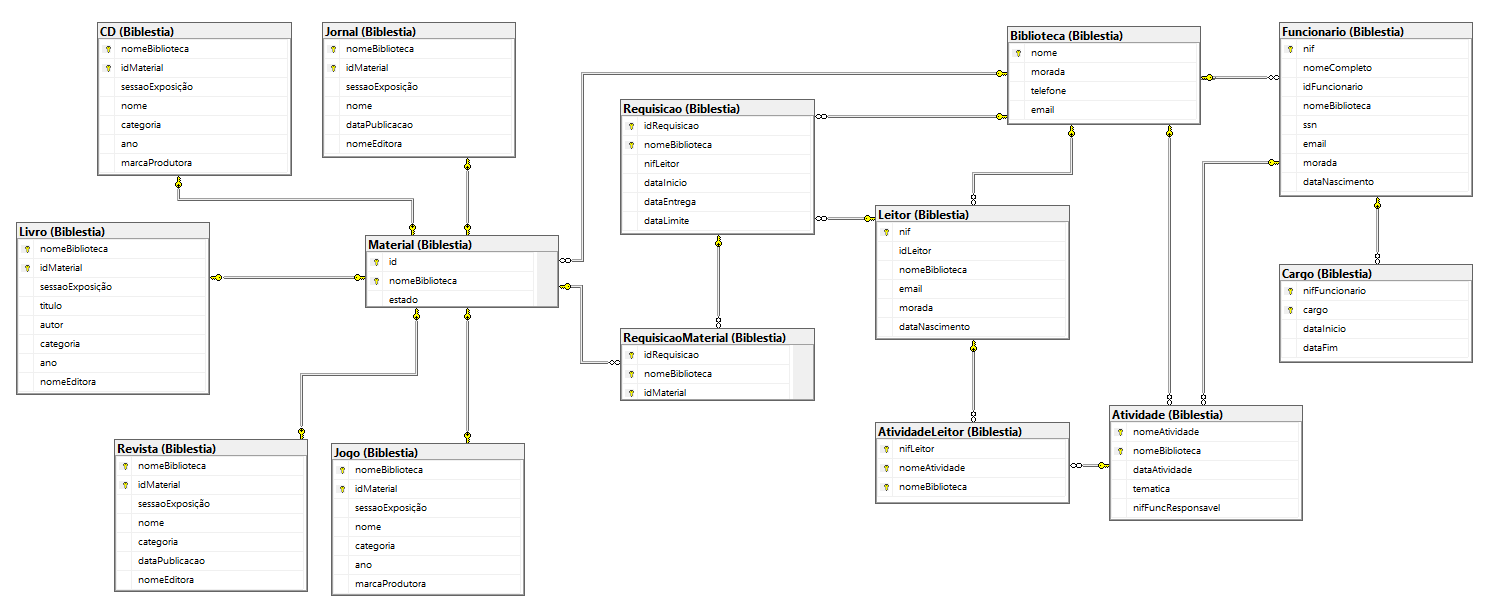 CD (Biblestia)
nomeBiblioteca
idMaterial
sessaoExposição
nome
categoria
ano
marcaProdutora
Jornal (Biblestia)
nomeBiblioteca
idMaterial
sessaoExposição
nome
dataPublicacao
nomeEditora
Biblioteca (Biblestia)
nome
morada
telefone
email
Funcionario (Biblestia)
nif
nomeCompleto
idFuncionario
nomeBiblioteca
ssn
email
morada
dataNascimento
Requisicao (Biblestia)
idRequisicao
nomeBiblioteca
nifLeitor
dataInicio
dataEntrega
dataLimite
Leitor (Biblestia)
nif
idLeitor
nomeBiblioteca
email
morada
dataNascimento
Livro (Biblestia)
nomeBiblioteca
idMaterial
sessaoExposição
titulo
autor
categoria
ano
nomeEditora
Material (Biblestia)
id
nomeBiblioteca
estado
Cargo (Biblestia)
nifFuncionario
cargo
dataInicio
dataFim
RequisicaoMaterial (Biblestia)
idRequisicao
nomeBiblioteca
idMaterial
Revista (Biblestia)
nomeBiblioteca
idMaterial
sessaoExposição
nome
categoria
dataPublicacao
nomeEditora
Jogo (Biblestia)
nomeBiblioteca
idMaterial
sessaoExposição
nome
categoria
ano
marcaProdutora
AtividadeLeitor (Biblestia)
nifLeitor
nomeAtividade
nomeBiblioteca
Atividade (Biblestia)
nomeAtividade
nomeBiblioteca
dataAtividade
tematica
nifFuncResponsavel